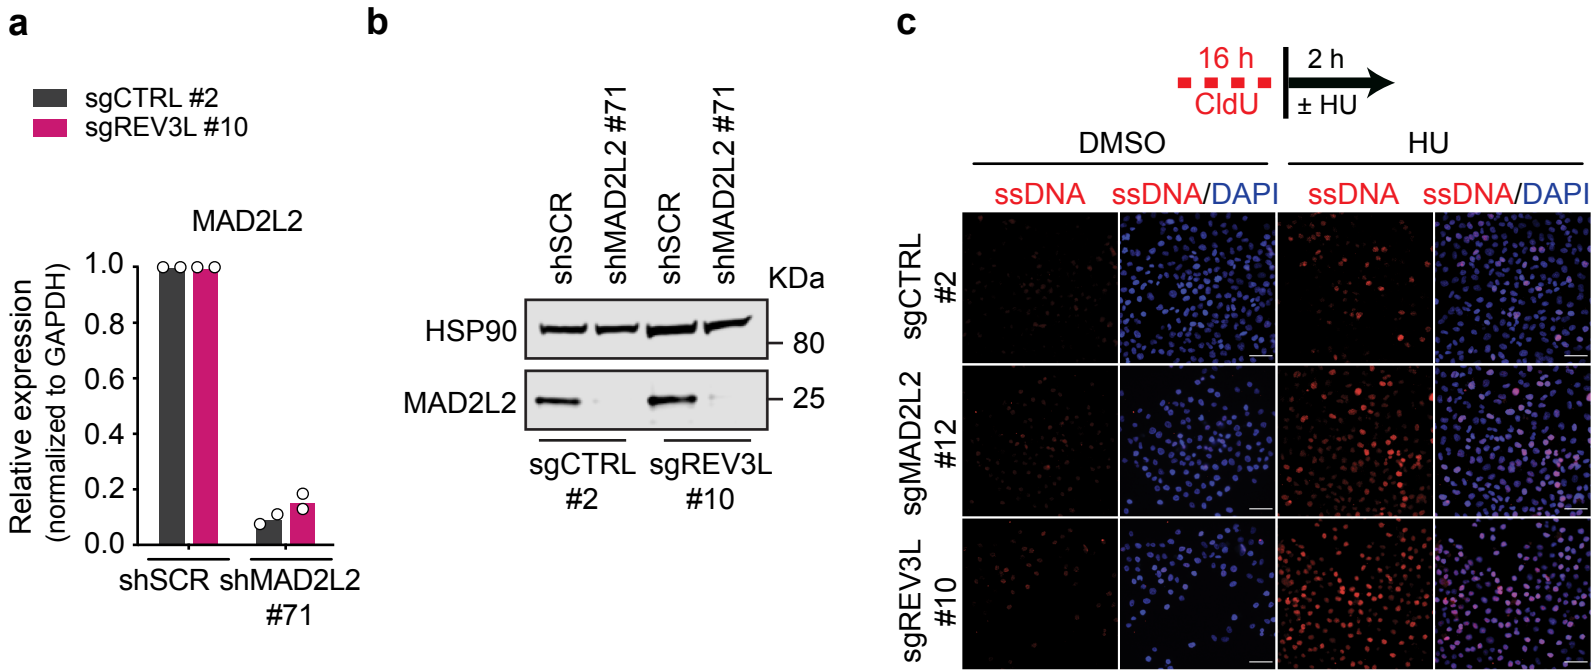 a
sgCTRL #2
sgREV3L #10
MAD2L2
Relative expression
(normalized to GAPDH)
1.0
0.8
0.6
0.4
0.2
0.0
shSCR
shMAD2L2
#71
b
shSCR
shMAD2L2 #71
shSCR
shMAD2L2 #71
KDa
HSP90
80
MAD2L2
25
sgCTRL
#2
sgREV3L
#10
c
16 h
CldU
2 h
± HU
DMSO
HU
ssDNA
ssDNA/DAPI
ssDNA
ssDNA/DAPI
sgCTRL
#2
sgMAD2L2
#12
sgREV3L
#10